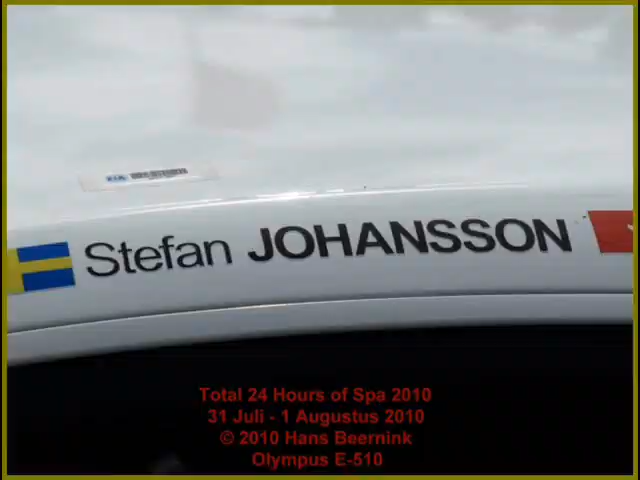 Stefan JOHANSSON
Total 24 Hours of Spa 2010
31 Juli - 1 Augustus 2010
© 2010 Hans Beernink
Olympus E-510